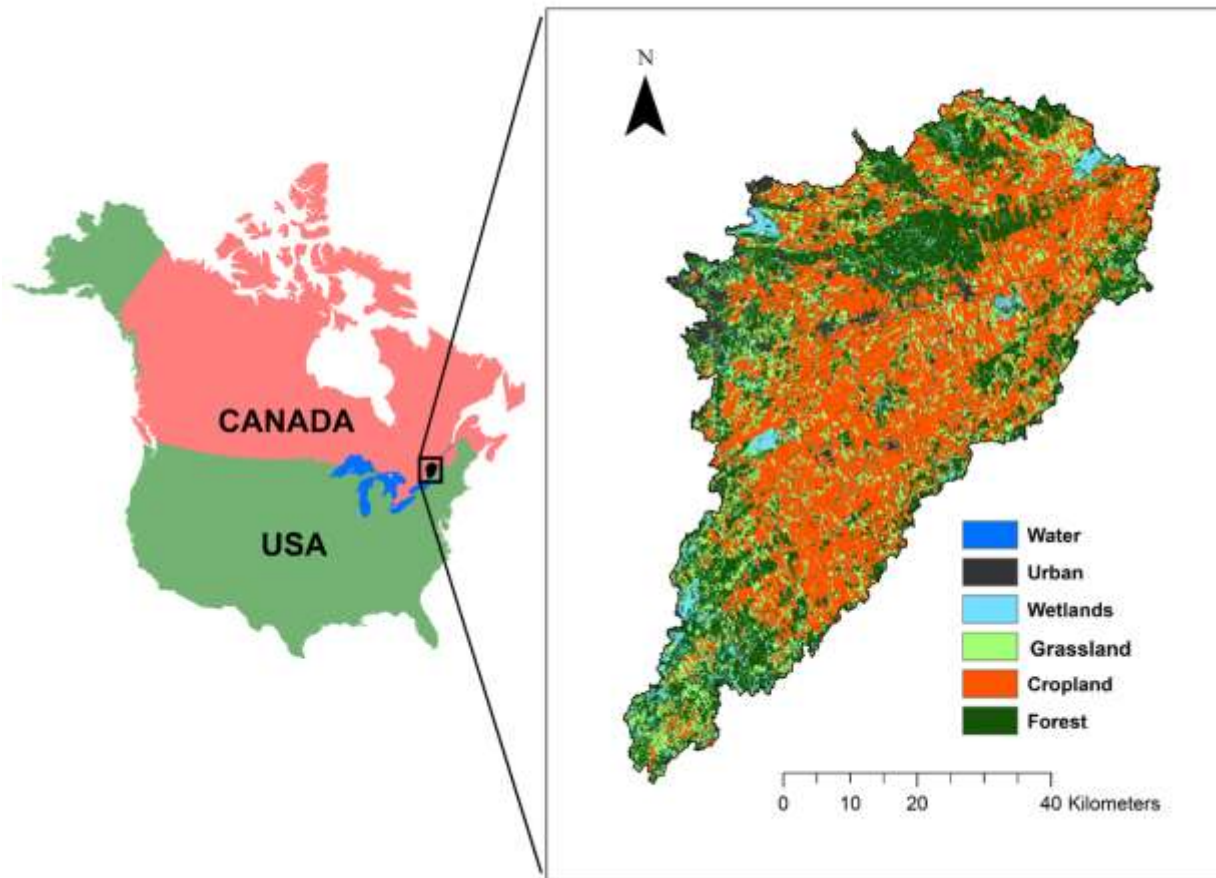 N
CANADA
USA
Water
Urban
Wetlands
Grassland
Cropland
Forest
0 10 20 40 Kilometers